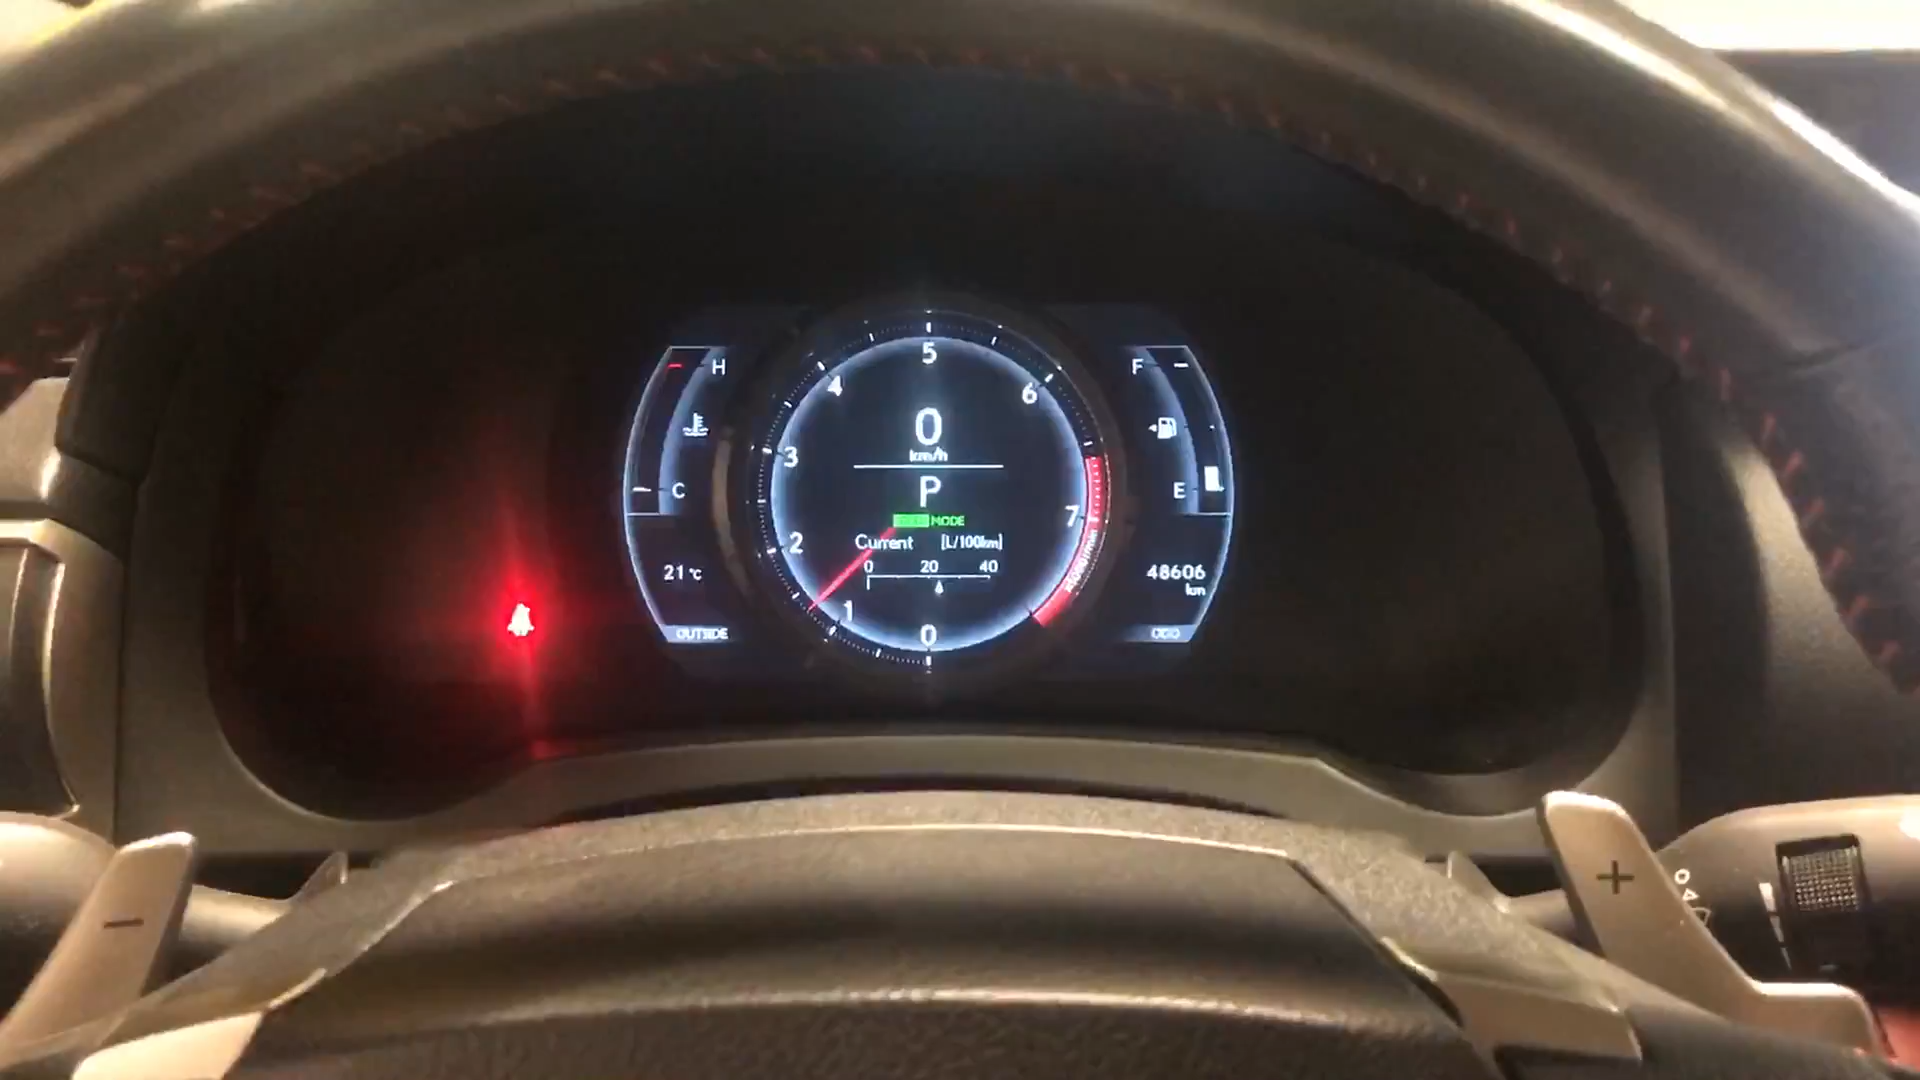 5
4
6
H
F
0
km/h
3
C
P
E
MODE
7
2
Current [L/100km]
21°C
0 20 40
48606
km
1
0
OUTSIDE
ODO
−
+